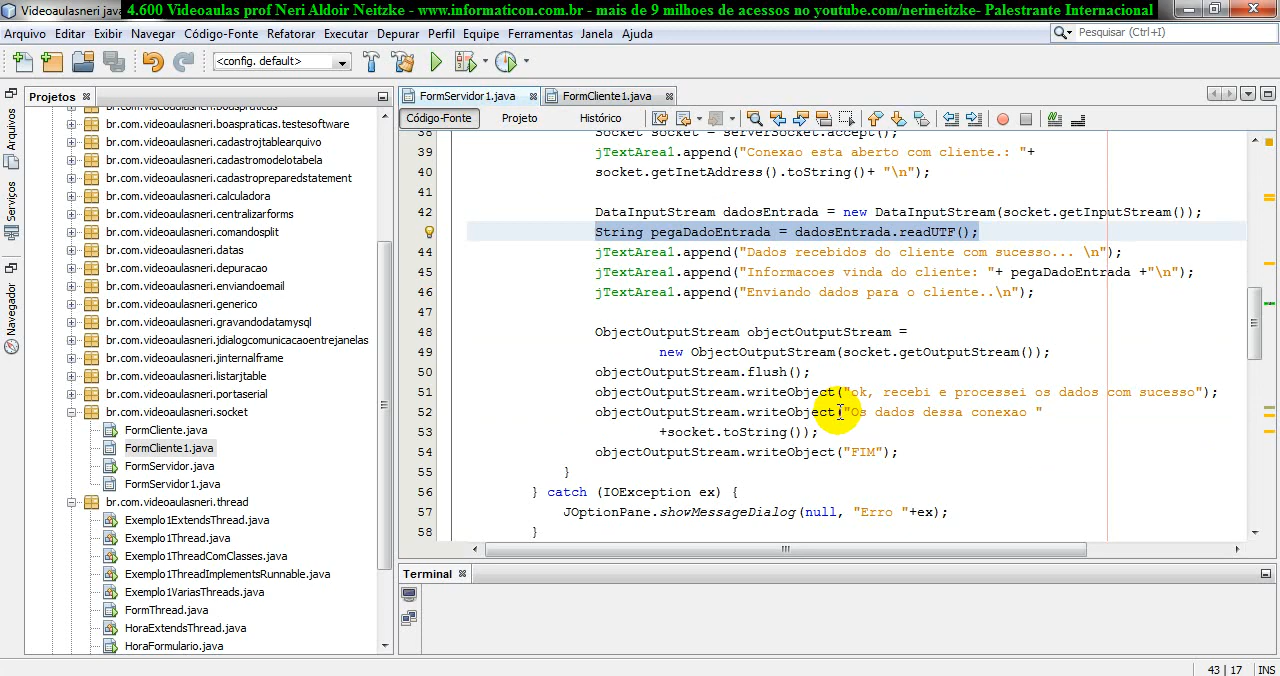 Videoaulasneri java
4.600 Videoaulas prof Neri Aldoir Neitzke - www.informaticon.com.br - mais de 9 milhoes de acessos no youtube.com/nerineitzke- Palestrante Internacional
Arquivo Editar Exibir Navegar Código-Fonte Refatorar Executar Depurar Perfil Equipe Ferramentas Janela Ajuda
Pesquisar (Ctrl+I)
<config. default>
Projetos
FormServidor1.java
FormCliente1.java
Código-Fonte Projeto Histórico
Arquivos
Serviços
Navegador
br.com.videoaulasneri.boaspraticas
br.com.videoaulasneri.boaspraticas.testesoftware
br.com.videoaulasneri.cadastrojtablearquivo
br.com.videoaulasneri.cadastromodelotabela
br.com.videoaulasneri.cadastropreparedstatement
br.com.videoaulasneri.calculadora
br.com.videoaulasneri.centralizarforms
br.com.videoaulasneri.comandosplit
br.com.videoaulasneri.datas
br.com.videoaulasneri.depuracao
br.com.videoaulasneri.enviandoemail
br.com.videoaulasneri.generico
br.com.videoaulasneri.gravandodatamysql
br.com.videoaulasneri.jdialogcomunicacaoentrejanelas
br.com.videoaulasneri.jinternalframe
br.com.videoaulasneri.listarjtable
br.com.videoaulasneri.portaserial
br.com.videoaulasneri.socket
FormCliente.java
FormCliente1.java
FormServidor.java
FormServidor1.java
br.com.videoaulasneri.thread
Exemplo1ExtendsThread.java
Exemplo1Thread.java
Exemplo1ThreadComClasses.java
Exemplo1ThreadImplementsRunnable.java
Exemplo1VariasThreads.java
FormThread.java
HoraExtendsThread.java
HoraFormulario.java
38 Socket socket = serverSocket.accept();
39 jTextArea1.append("Conexao esta aberto com cliente.: "+
40 socket.getInetAddress().toString()+ "\n");
41
42 DataInputStream dadosEntrada = new DataInputStream(socket.getInputStream());
String pegaDadoEntrada = dadosEntrada.readUTF();
44 jTextArea1.append("Dados recebidos do cliente com sucesso... \n");
45 jTextArea1.append("Informacoes vinda do cliente: "+ pegaDadoEntrada +"\n");
46 jTextArea1.append("Enviando dados para o cliente..\n");
47
48 ObjectOutputStream objectOutputStream =
49 new ObjectOutputStream(socket.getOutputStream());
50 objectOutputStream.flush();
51 objectOutputStream.writeObject("ok, recebi e processei os dados com sucesso");
52 objectOutputStream.writeObject("Os dados dessa conexao "
53 +socket.toString());
54 objectOutputStream.writeObject("FIM");
55 }
56 } catch (IOException ex) {
57 JOptionPane.showMessageDialog(null, "Erro "+ex);
58 }
Terminal
43 | 17 INS